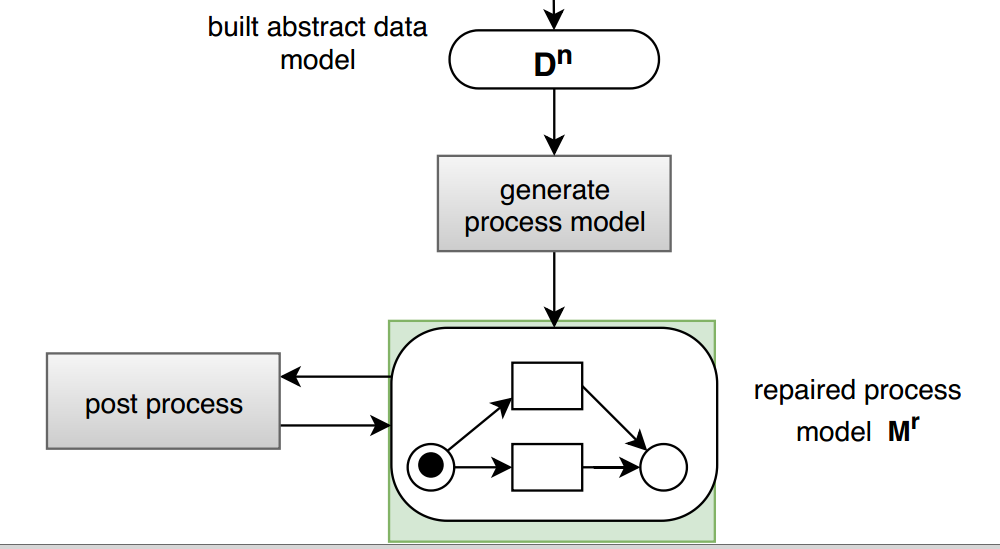 built abstract data
model
Dⁿ
generate
process model
post process
repaired process
model Mʳ